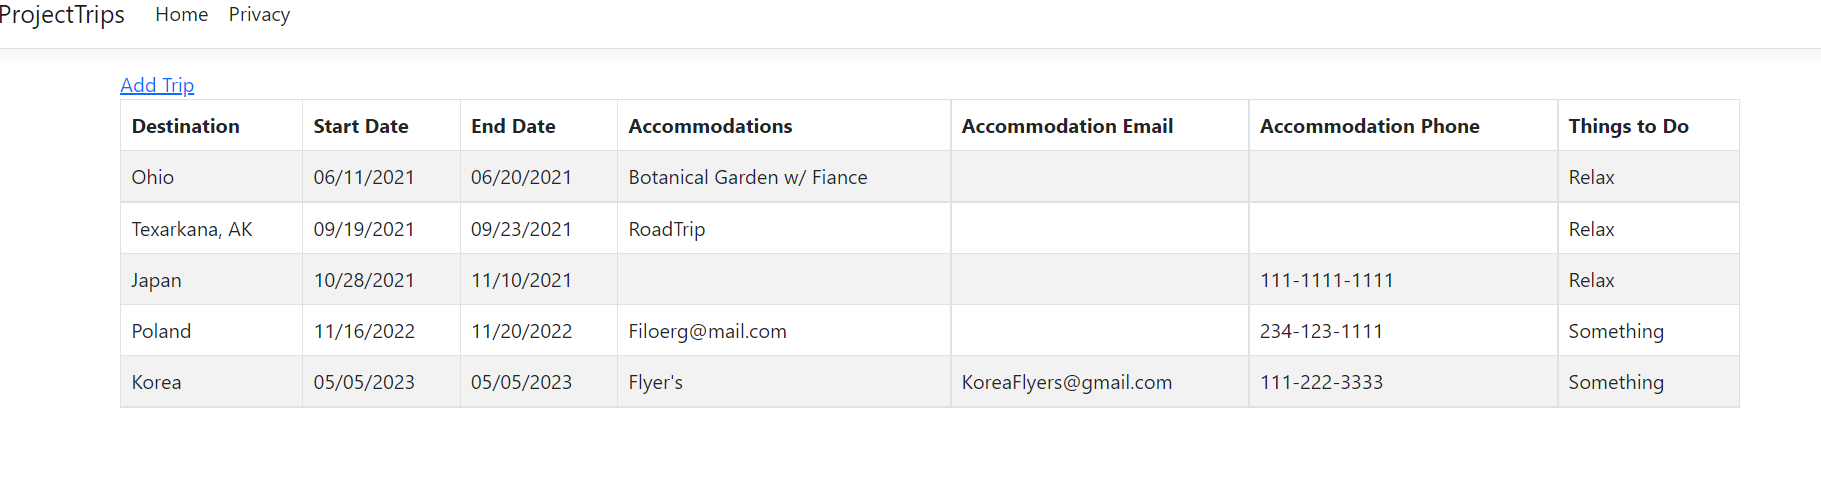 ProjectTrips Home Privacy
Add Trip
Destination Start Date End Date Accommodations Accommodation Email Accommodation Phone Things to Do
Ohio 06/11/2021 06/20/2021 Botanical Garden w/ Fiance Relax
Texarkana, AK 09/19/2021 09/23/2021 RoadTrip Relax
Japan 10/28/2021 11/10/2021 111-1111-1111 Relax
Poland 11/16/2022 11/20/2022 Filoerg@mail.com 234-123-1111 Something
Korea 05/05/2023 05/05/2023 Flyer's KoreaFlyers@gmail.com 111-222-3333 Something